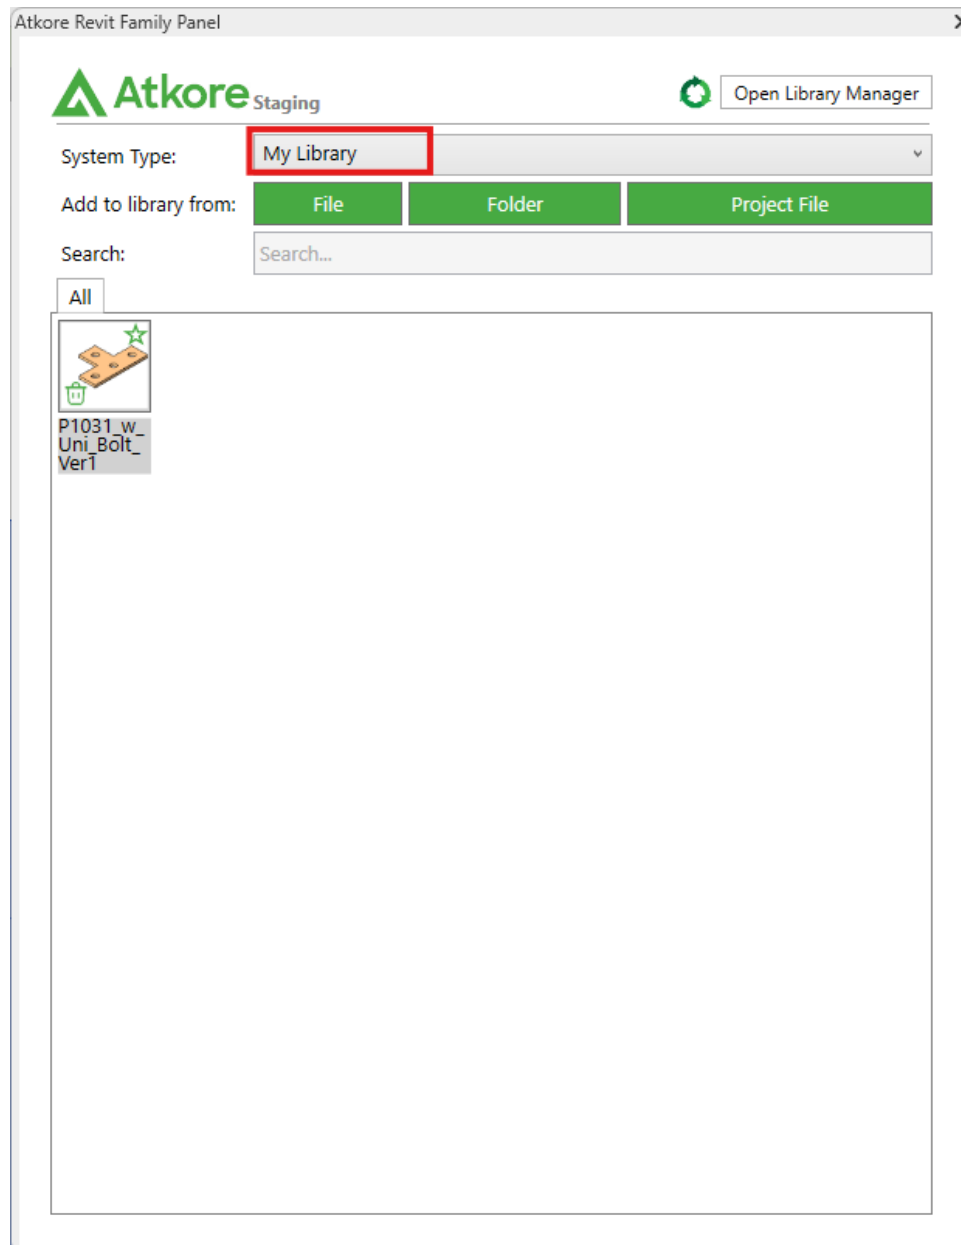 Atkore Revit Family Panel
Atkore Staging
Open Library Manager
System Type:
My Library
Add to library from:
File
Folder
Project File
Search:
Search...
All
P1031_w_
Uni_Bolt_
Ver1